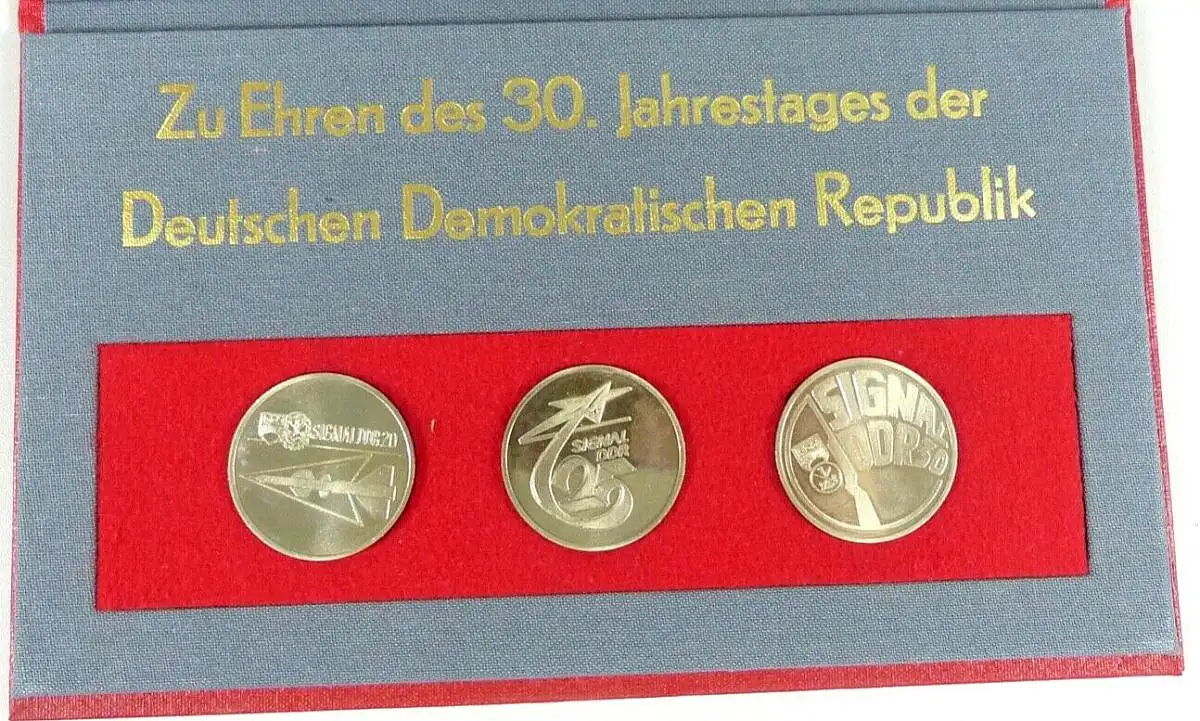 Zu Ehren des 30. Jahrestages der
Deutschen Demokratischen Republik
SIGNAL DDR 20
SIGNAL
DDR
25
SIGNAL
DDR 30